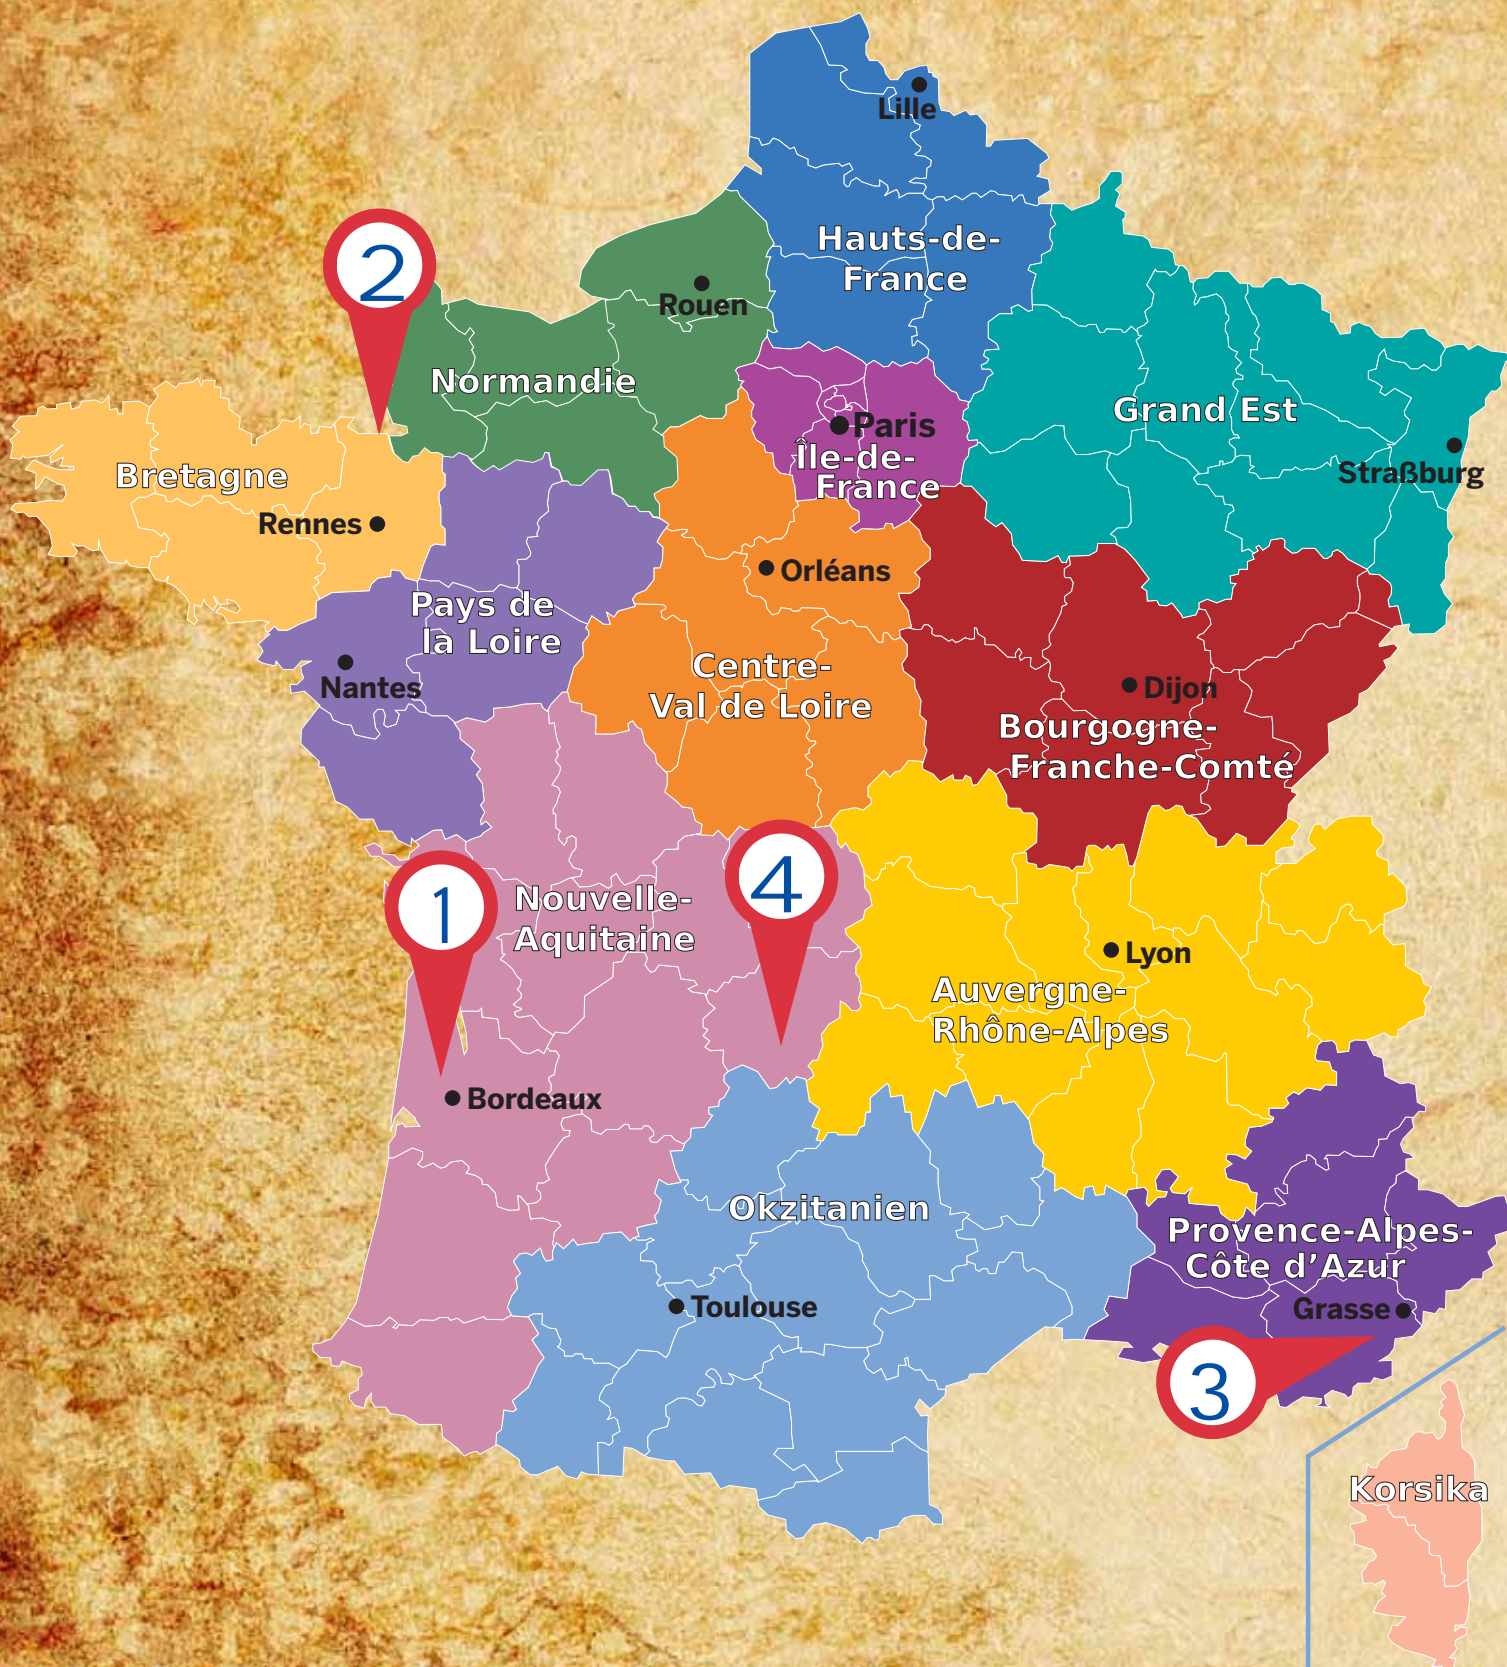 Lille
2
Hauts-de-
France
Rouen
Normandie
Grand Est
Paris
Île-de-
France
Straßburg
Bretagne
Rennes
Orléans
Pays de
la Loire
Nantes
Centre-
Val de Loire
Dijon
Bourgogne-
Franche-Comté
4
1
Nouvelle-
Aquitaine
Lyon
Auvergne-
Rhône-Alpes
Bordeaux
Okzitanien
Provence-Alpes-
Côte d’Azur
Toulouse
Grasse
3
Korsika